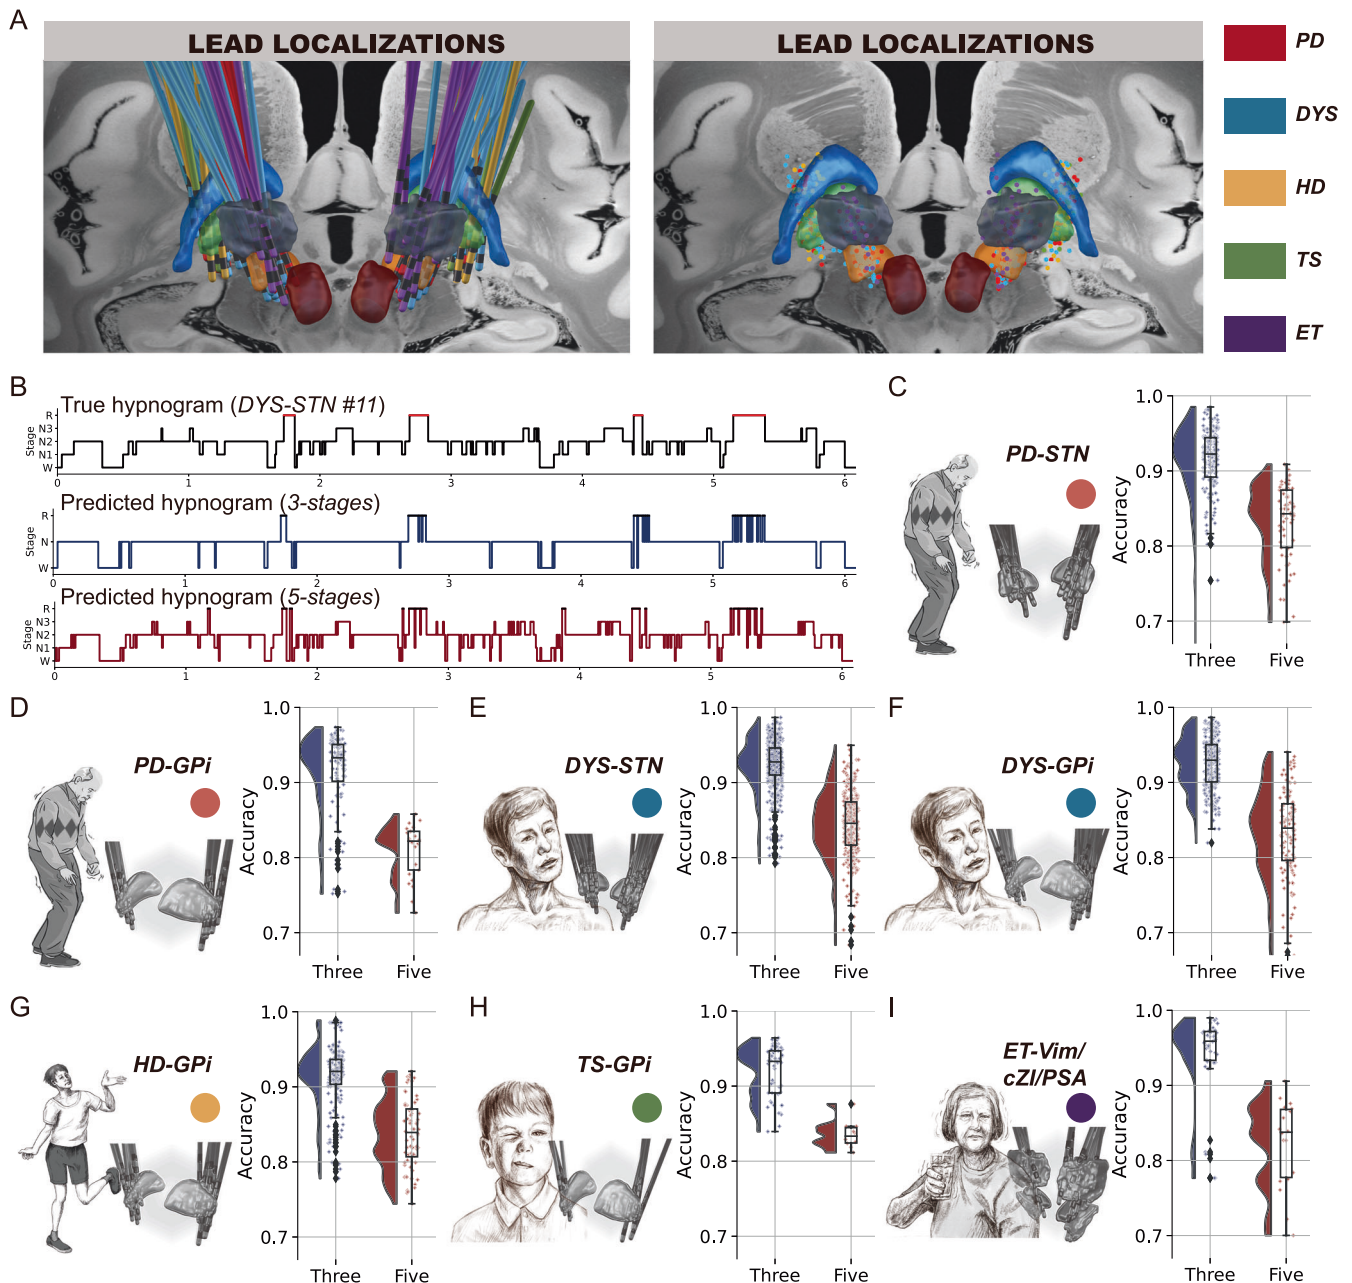 A
LEAD LOCALIZATIONS
LEAD LOCALIZATIONS
PD
DYS
HD
TS
ET
B
True hypnogram (DYS-STN #11)
Stage
R
N3
N2
N1
W
0 1 2 3 4 5 6
Predicted hypnogram (3-stages)
Stage
R
N
W
0 1 2 3 4 5 6
Predicted hypnogram (5-stages)
Stage
R
N3
N2
N1
W
0 1 2 3 4 5 6
C
PD-STN
Accuracy
1.0
0.9
0.8
0.7
Three Five
D
PD-GPi
Accuracy
1.0
0.9
0.8
0.7
Three Five
E
DYS-STN
Accuracy
1.0
0.9
0.8
0.7
Three Five
F
DYS-GPi
Accuracy
1.0
0.9
0.8
0.7
Three Five
G
HD-GPi
Accuracy
1.0
0.9
0.8
0.7
Three Five
H
TS-GPi
Accuracy
1.0
0.9
0.8
0.7
Three Five
I
ET-Vim/
cZI/PSA
Accuracy
1.0
0.9
0.8
0.7
Three Five